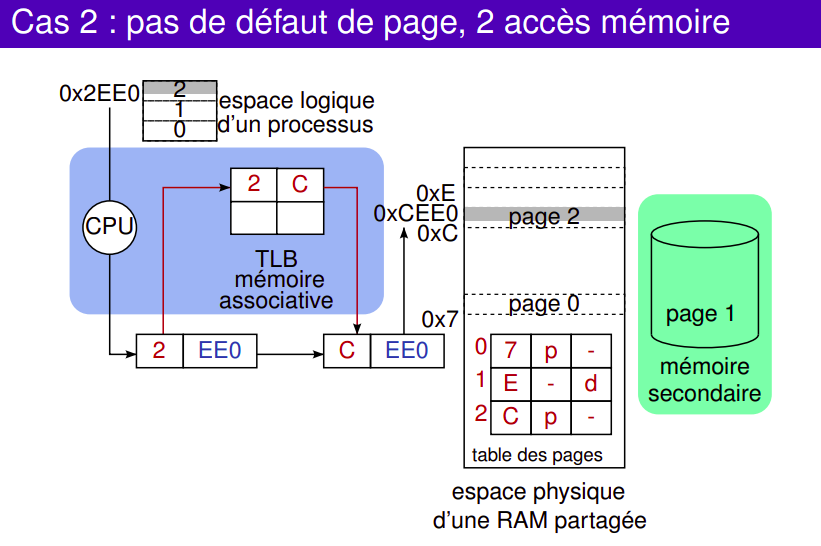 Cas 2 : pas de défaut de page, 2 accès mémoire
0x2EE0
2
1
0
espace logique
d'un processus
CPU
2 C
TLB
mémoire
associative
2 EE0
C EE0
0xE
0xCEE0
0xC
0x7
page 2
page 0
0 7 p -
1 E - d
2 C p -
table des pages
espace physique
d'une RAM partagée
page 1
mémoire
secondaire